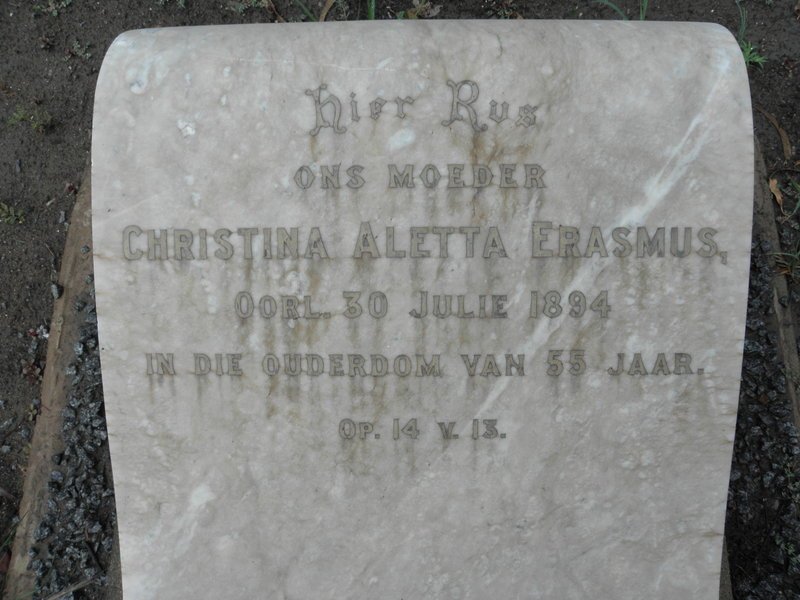 Hier Rus
ONS MOEDER
CHRISTINA ALETTA ERASMUS,
OORL. 30 JULIE 1894
IN DIE OUDERDOM VAN 55 JAAR.
OP. 14 V. 13.